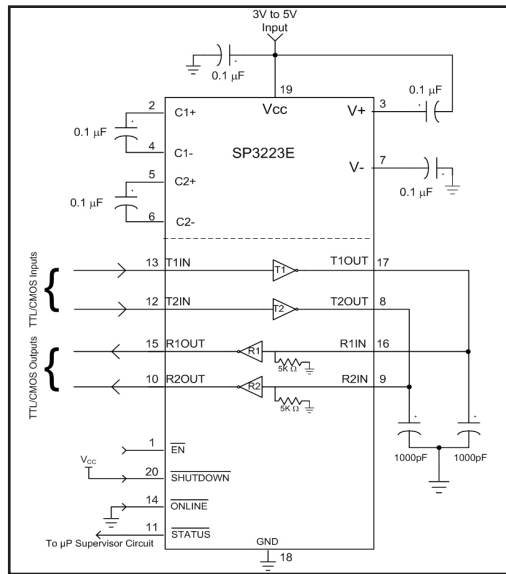 3V to 5V
Input
0.1 µF
19
Vcc
V+
3
0.1 µF
2
C1+
0.1 µF
4
C1-
SP3223E
V-
7
0.1 µF
5
C2+
0.1 µF
6
C2-
TTL/CMOS Inputs
13
T1IN
T1
T1OUT
17
12
T2IN
T2
T2OUT
8
TTL/CMOS Outputs
15
R1OUT
R1
R1IN
16
5K Ω
10
R2OUT
R2
R2IN
9
5K Ω
1000pF
1000pF
1
EN
VCC
20
SHUTDOWN
14
ONLINE
11
STATUS
To µP Supervisor Circuit
GND
18